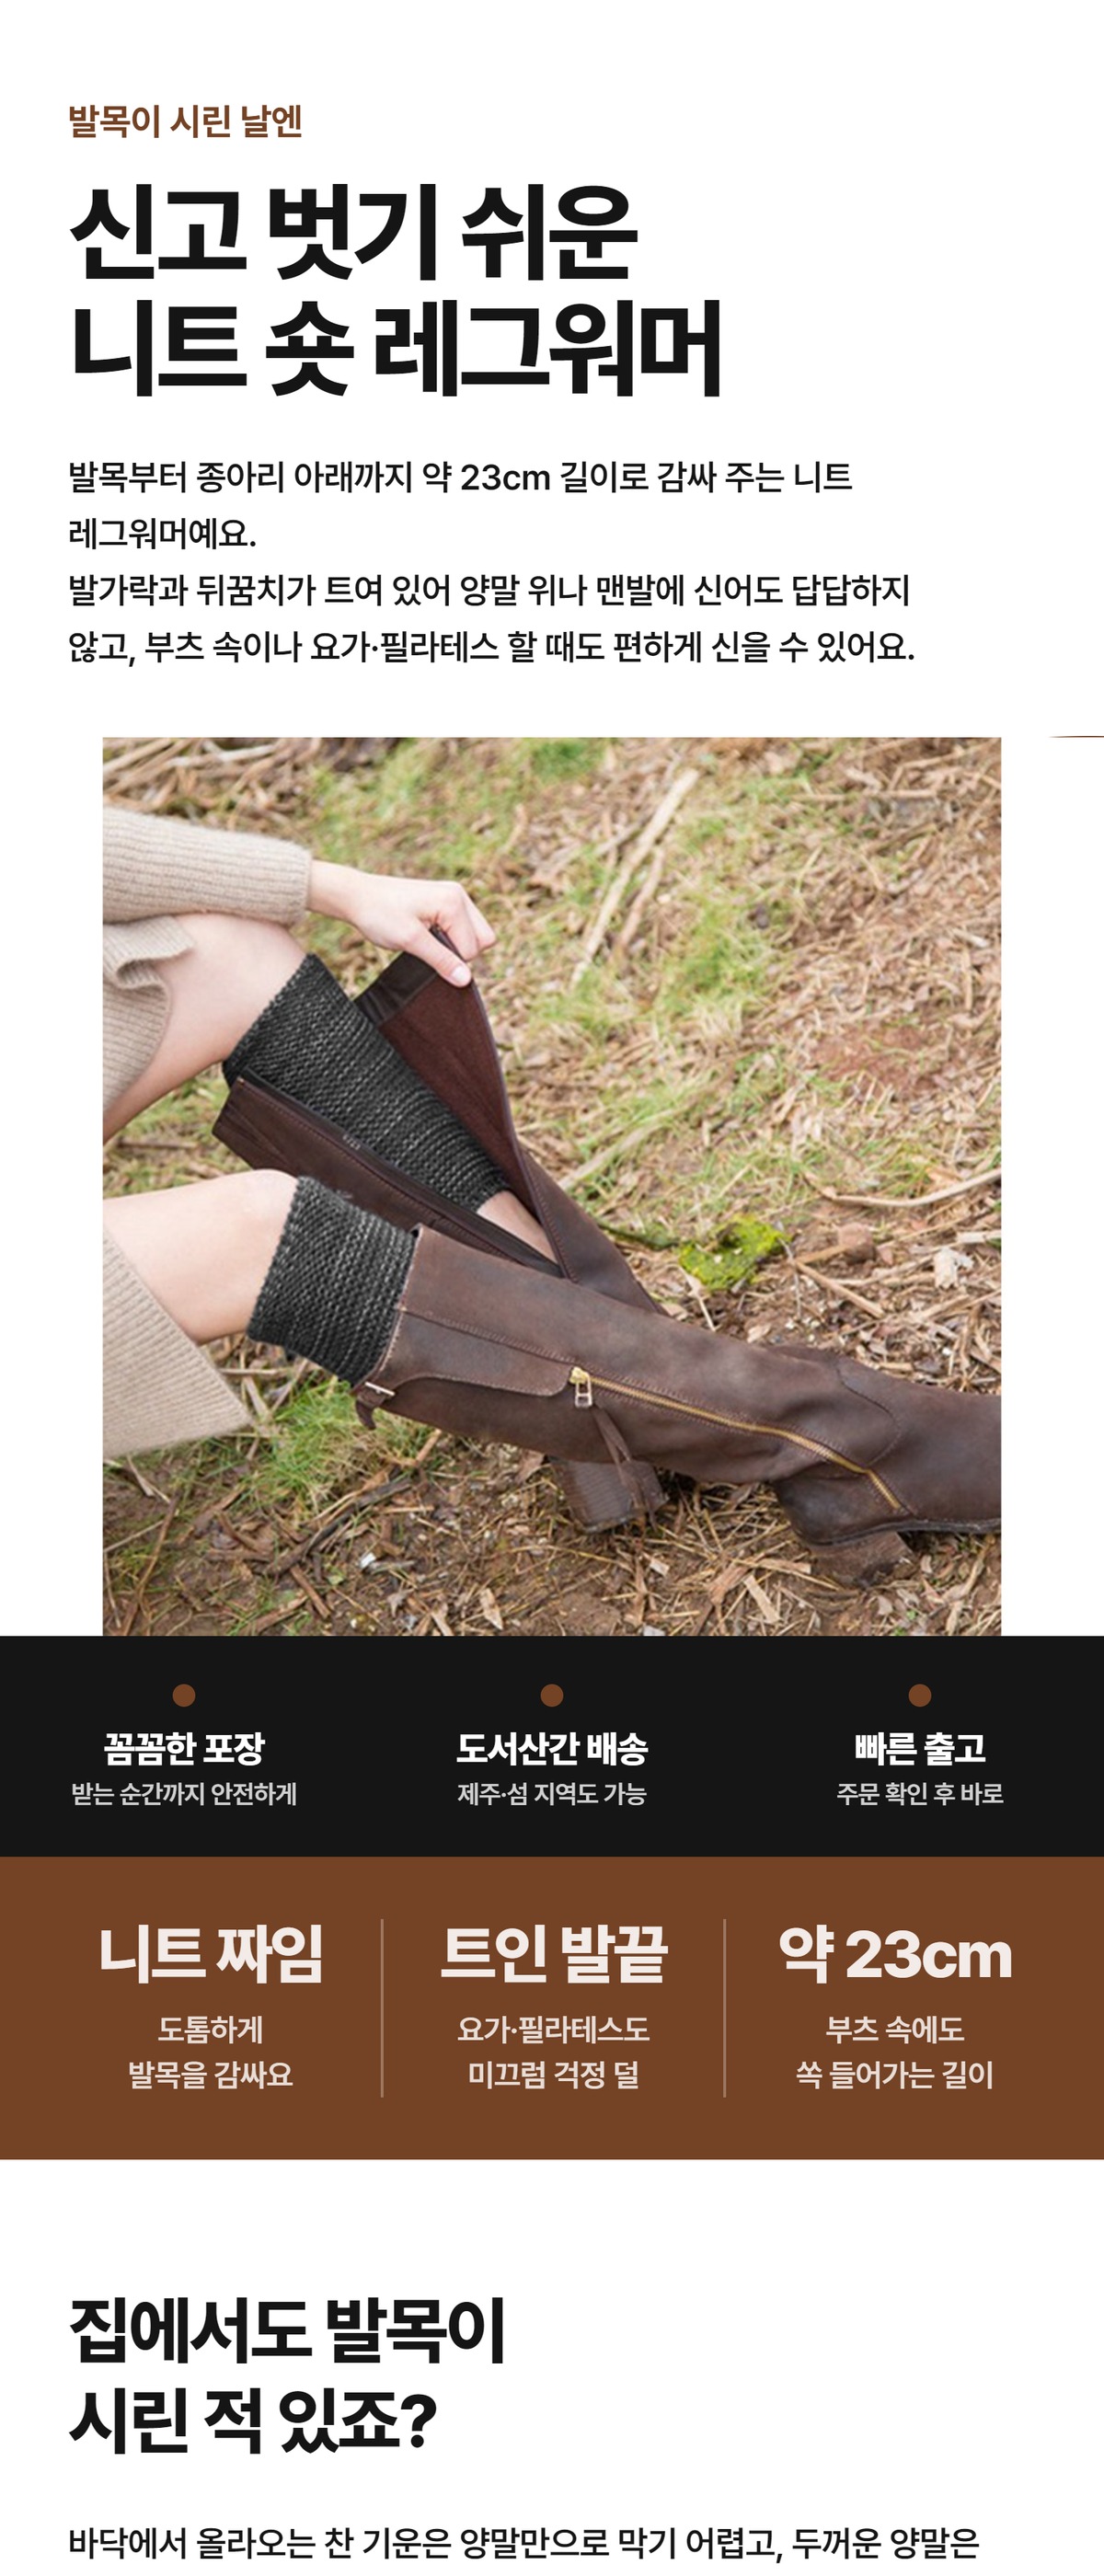 발목이 시린 날엔
신고 벗기 쉬운
니트 숏 레그워머
발목부터 종아리 아래까지 약 23cm 길이로 감싸 주는 니트
레그워머예요.
발가락과 뒤꿈치가 트여 있어 양말 위나 맨발에 신어도 답답하지
않고, 부츠 속이나 요가·필라테스 할 때도 편하게 신을 수 있어요.
꼼꼼한 포장
받는 순간까지 안전하게
도서산간 배송
제주·섬 지역도 가능
빠른 출고
주문 확인 후 바로
니트 짜임
도톰하게
발목을 감싸요
트인 발끝
요가·필라테스도
미끄럼 걱정 덜
약 23cm
부츠 속에도
쏙 들어가는 길이
집에서도 발목이
시린 적 있죠?
바닥에서 올라오는 찬 기운은 양말만으로 막기 어렵고, 두꺼운 양말은